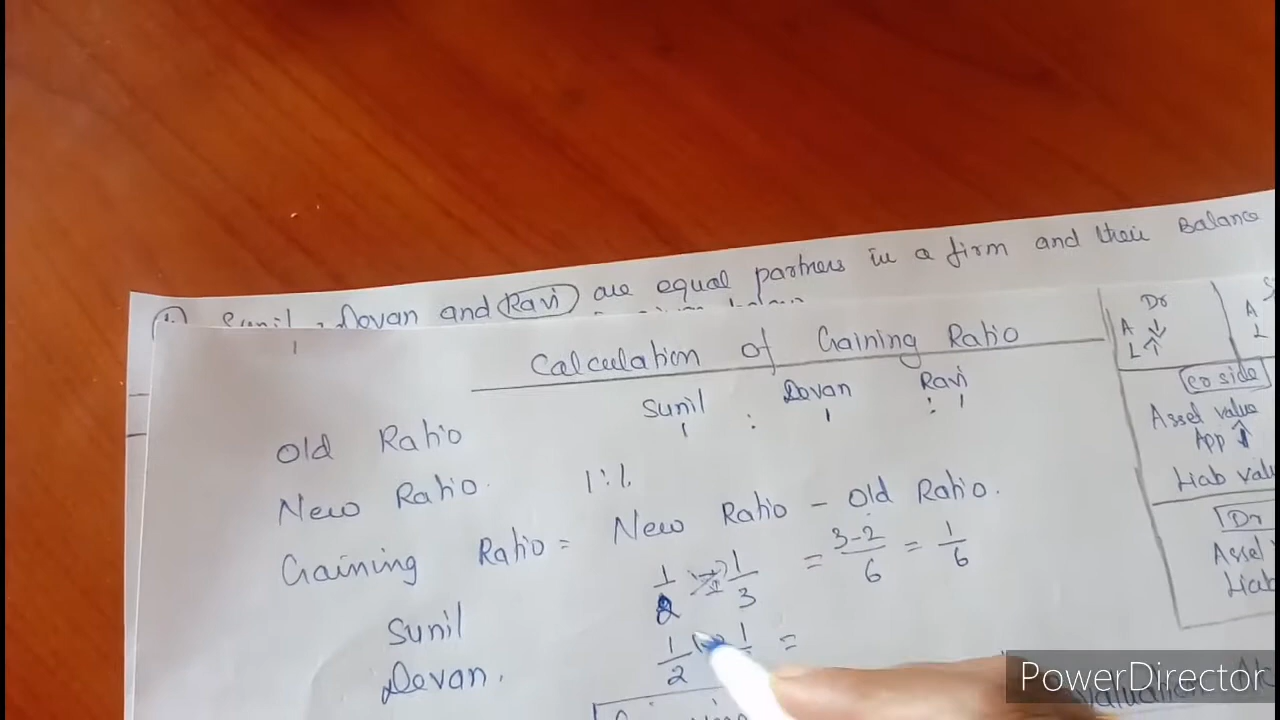 Sunil, Devan and Ravi are equal partners in a firm and their Balance
Calculation of Gaining Ratio
Sunil Devan Ravi
Old Ratio 1 : 1 : 1
New Ratio 1:1
Gaining Ratio = New Ratio - Old Ratio.
Sunil 1/2 - 1/3 = 3-2/6 = 1/6
Devan. 1/2 - 1/ =
Dr
A ↓
L ↑
A
L
Cr side
Asset value
App ↑
Liab
Dr
Asset
Liab
PowerDirector